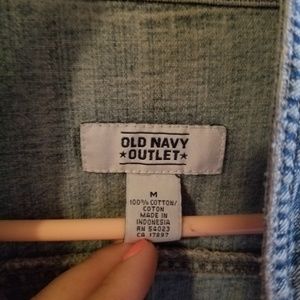 OLD NAVY
★OUTLET★
M
100% COTTON/
COTON
MADE IN
INDONESIA
RN 54023
CA 17897